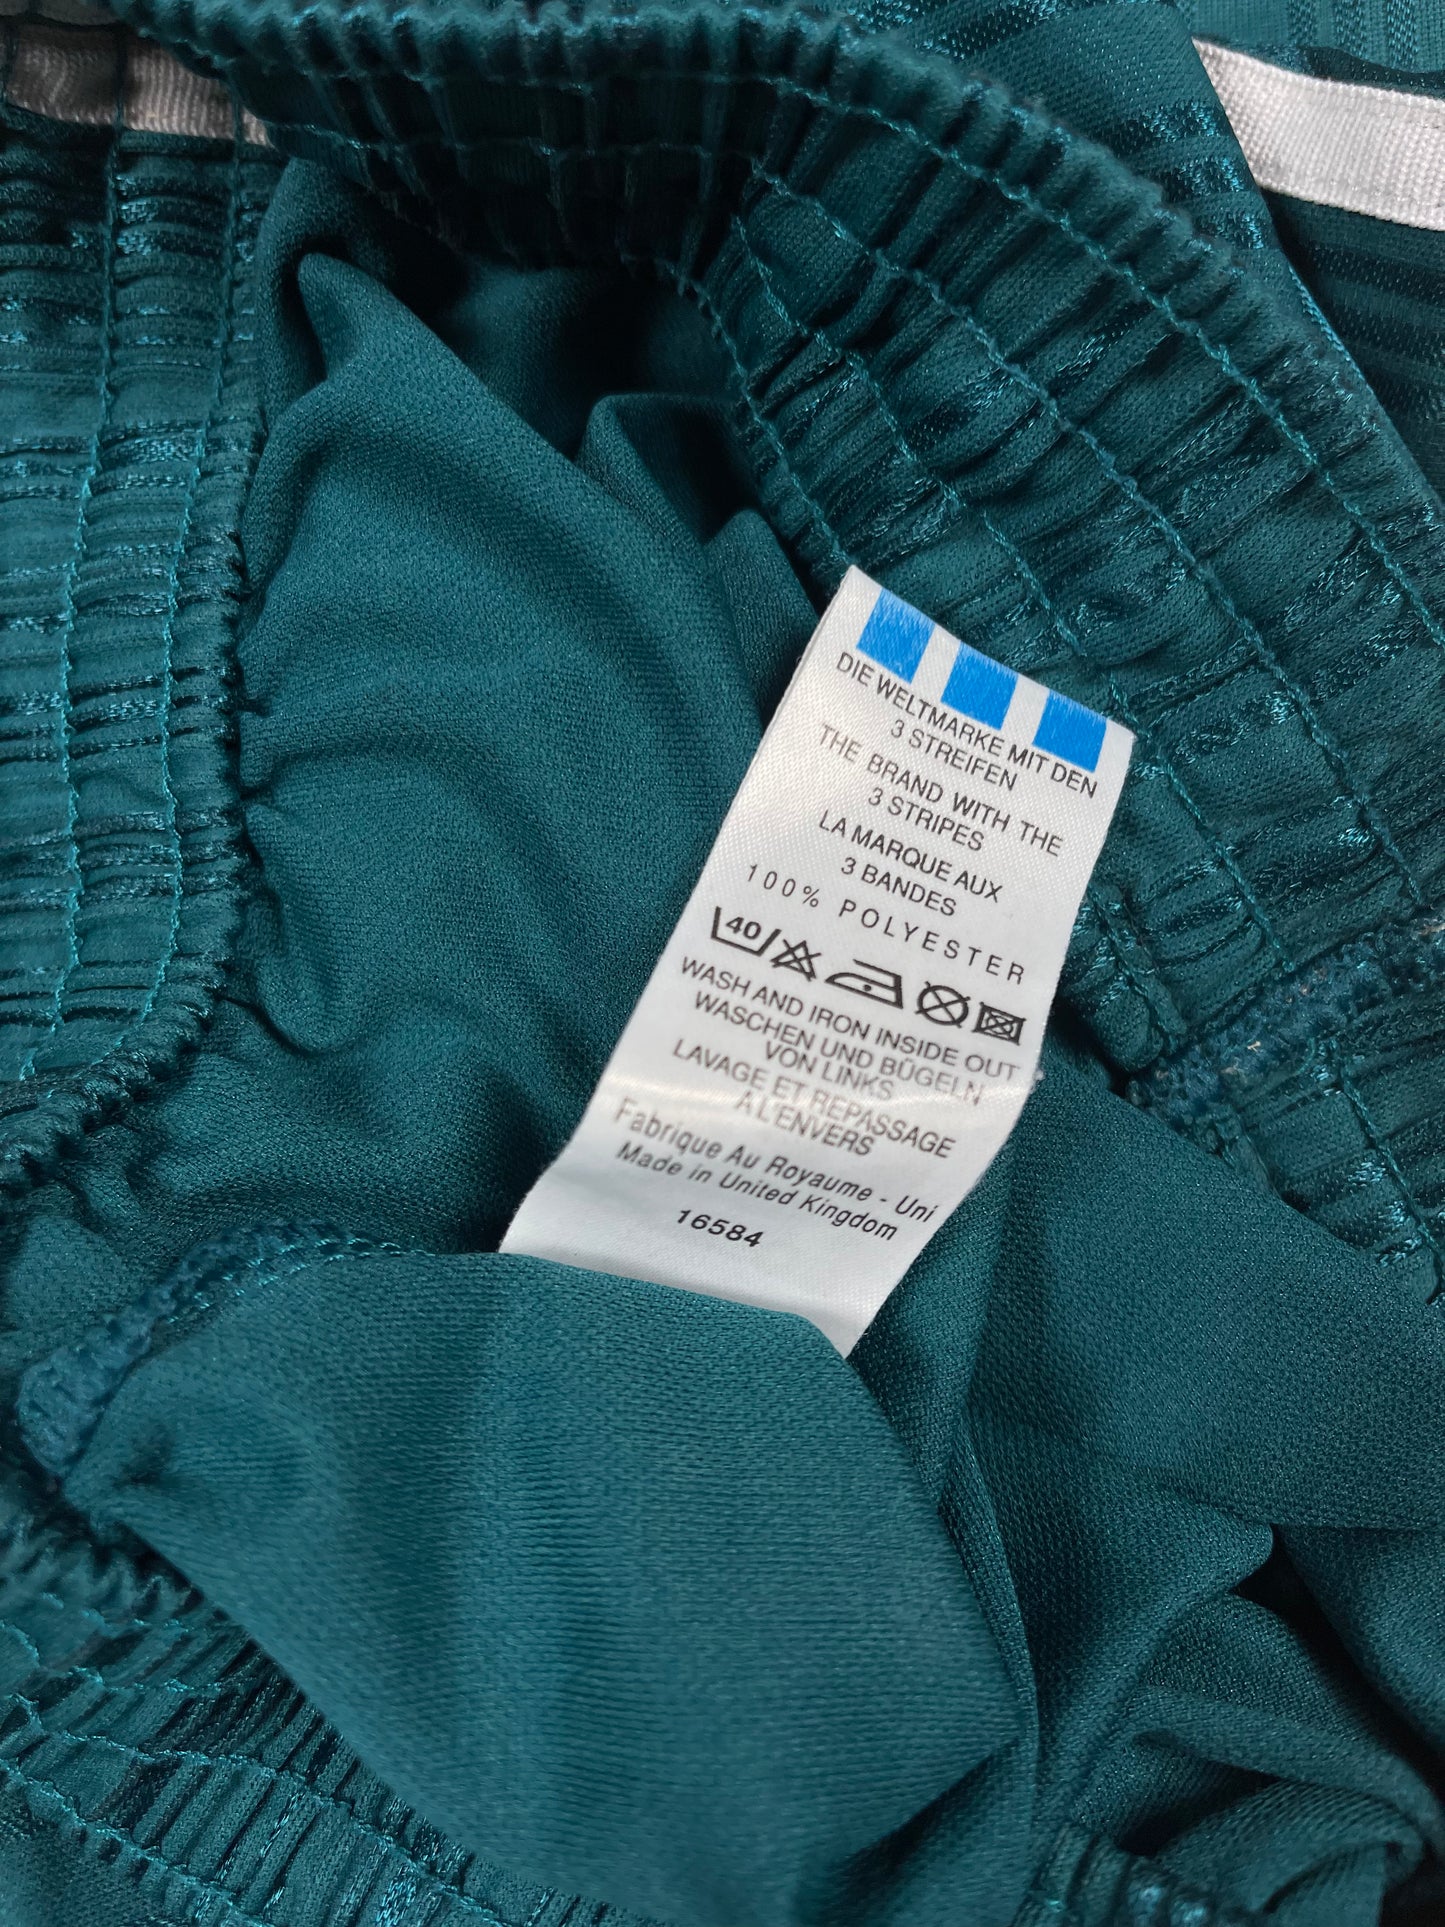 DIE WELTMARKE MIT DEN
3 STREIFEN
THE BRAND WITH THE
3 STRIPES
LA MARQUE AUX
3 BANDES
100% POLYESTER
40
WASH AND IRON INSIDE OUT
WASCHEN UND BÜGELN
VON LINKS
LAVAGE ET REPASSAGE
A L'ENVERS
Fabrique Au Royaume - Uni
Made in United Kingdom
16584